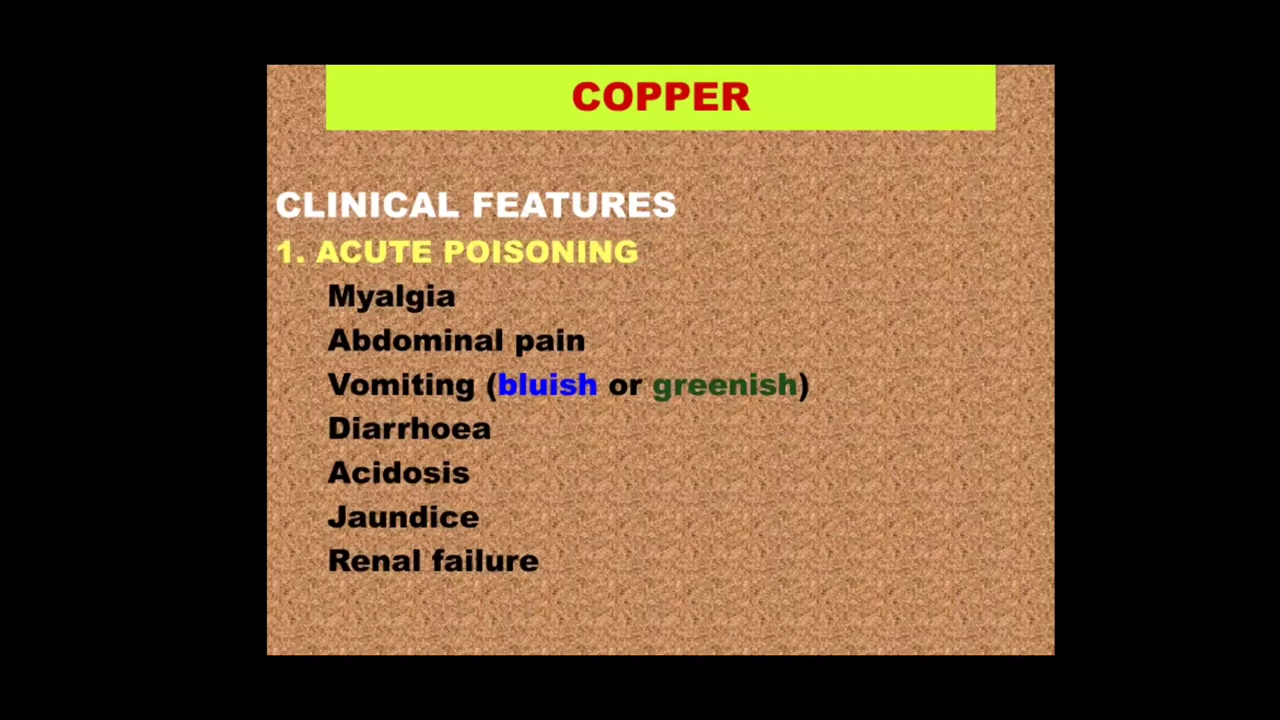 COPPER
CLINICAL FEATURES
1. ACUTE POISONING
Myalgia
Abdominal pain
Vomiting (bluish or greenish)
Diarrhoea
Acidosis
Jaundice
Renal failure